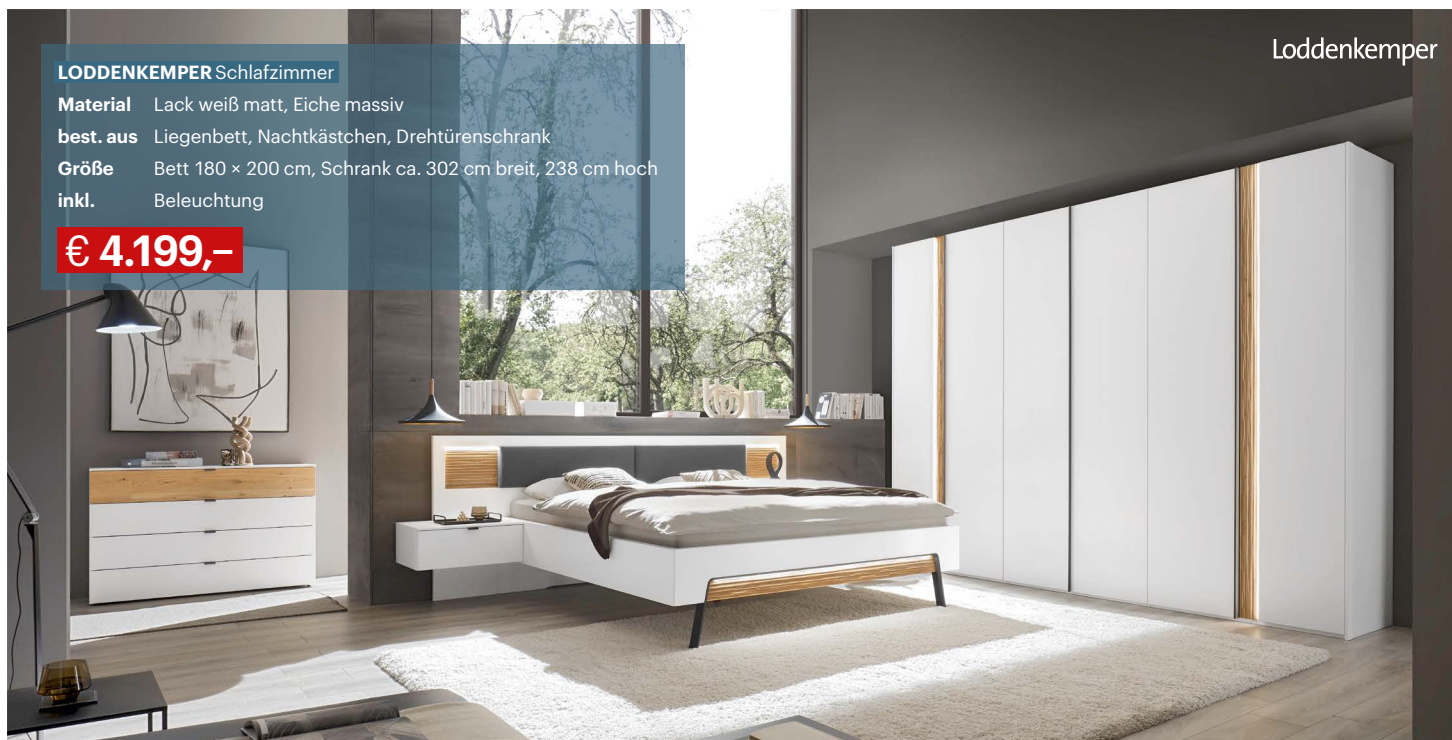 LODDENKEMPER Schlafzimmer
Material Lack weiß matt, Eiche massiv
best. aus Liegenbett, Nachtkästchen, Drehtürenschrank
Größe Bett 180 × 200 cm, Schrank ca. 302 cm breit, 238 cm hoch
inkl. Beleuchtung
€ 4.199,–
Loddenkemper